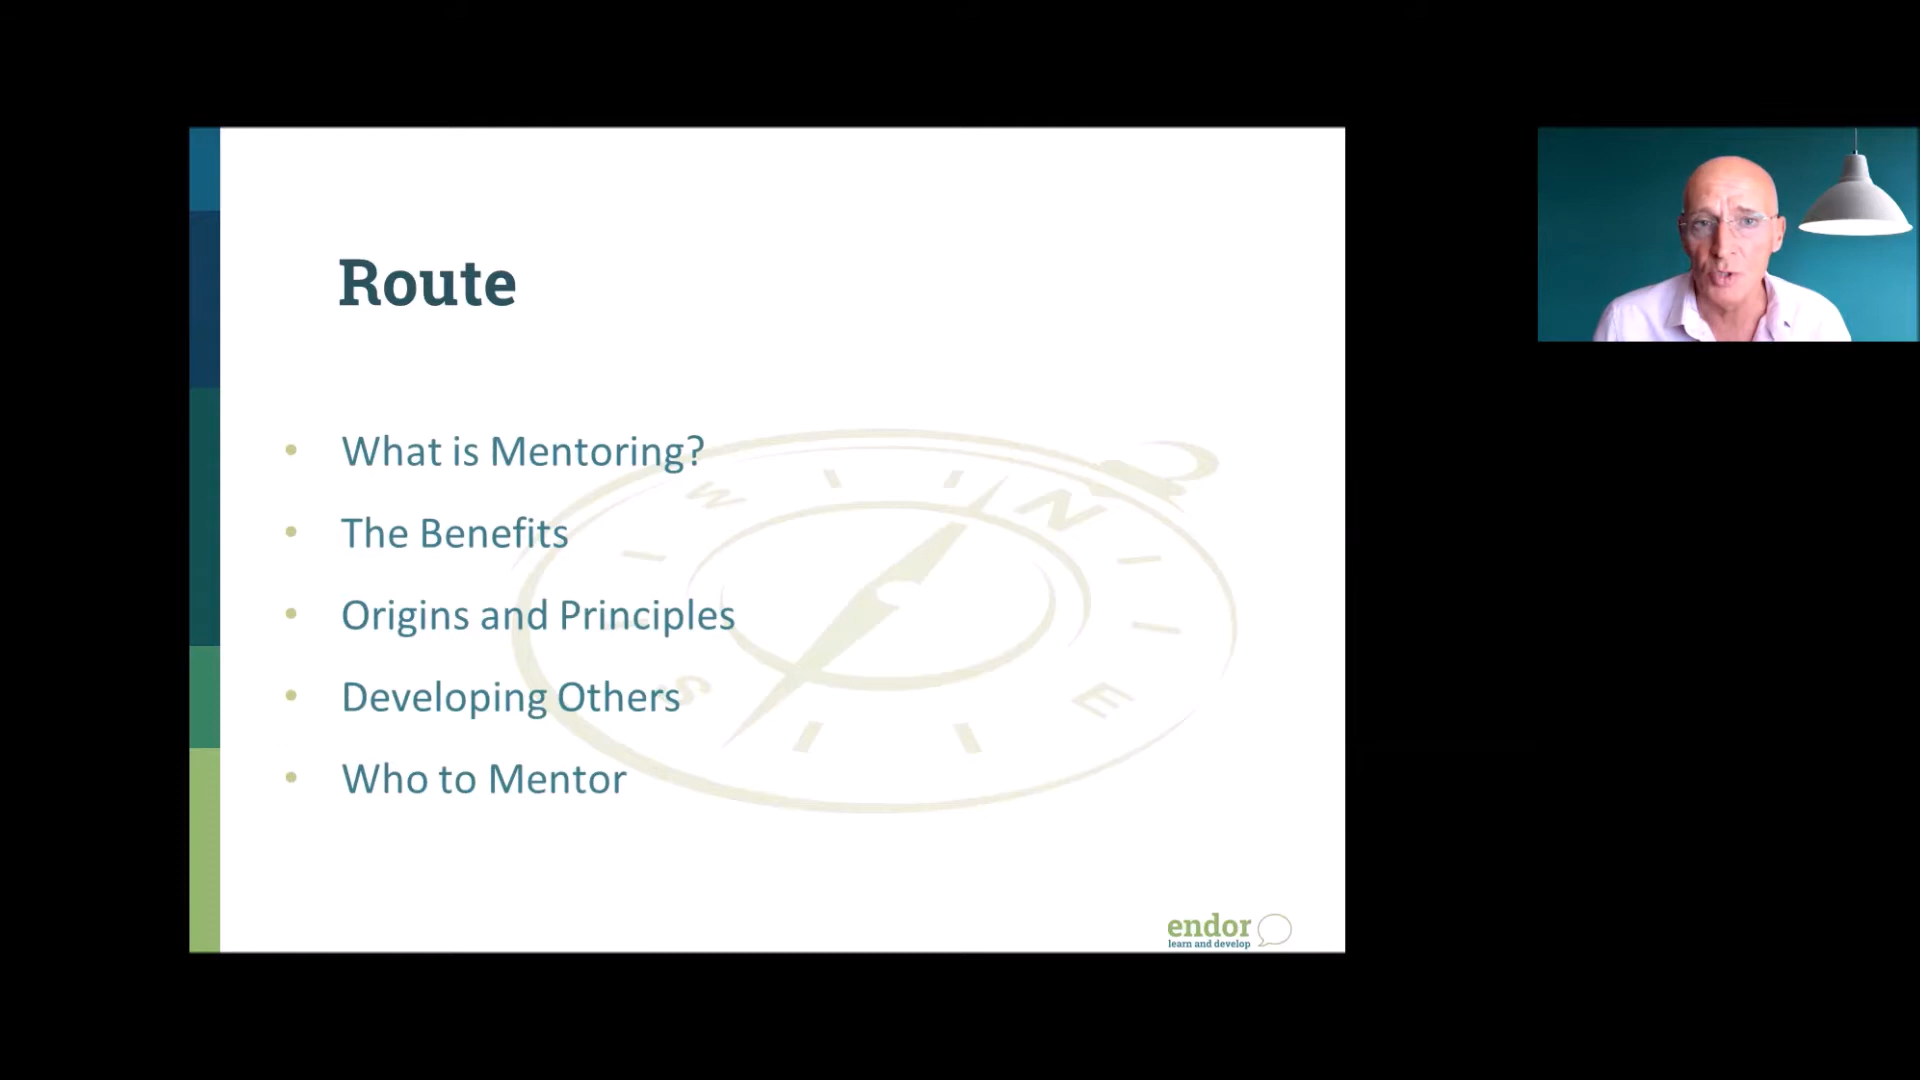 Route
• What is Mentoring?
• The Benefits
• Origins and Principles
• Developing Others
• Who to Mentor
W
N
S
E
endor
learn and develop